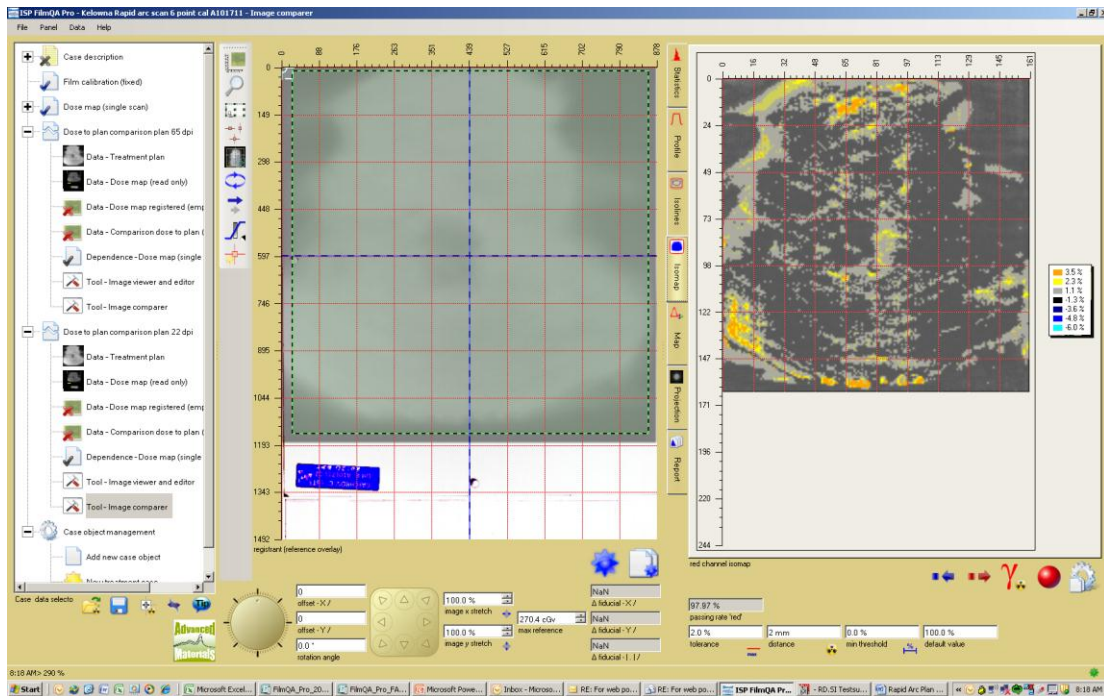 ISP FilmQA Pro - Kelowna Rapid arc scan 6 point cal A101711 - Image comparer
File Panel Data Help
Case description
Film calibration (fixed)
Dose map (single scan)
Dose to plan comparison plan 65 dpi
Data - Treatment plan
Data - Dose map (read only)
Data - Dose map registered (emp
Data - Comparison dose to plan (
Dependence - Dose map (single
Tool - Image viewer and editor
Tool - Image comparer
Dose to plan comparison plan 22 dpi
Data - Treatment plan
Data - Dose map (read only)
Data - Dose map registered (emp
Data - Comparison dose to plan (
Dependence - Dose map (single
Tool - Image viewer and editor
Tool - Image comparer
Case object management
Add new case object
New treatment case
Case data selecto
Tip
Advanced
Materials
0 88 176 263 351 439 527 615 702 790 878
0
149
298
448
597
746
895
1044
1193
1343
1492
registrant (reference overlay)
0
offset - X /
0
offset - Y /
0.0 °
rotation angle
100.0 %
image x stretch
100.0 %
image y stretch
270.4 cGy
max reference
NaN
Δ fiducial - X /
NaN
Δ fiducial - Y /
NaN
Δ fiducial - | . | /
Statistics
Profile
Isolines
Isomap
Map
Projection
Report
0 16 32 48 65 81 97 113 129 145 161
0
24
49
73
98
122
147
171
196
220
244
3.5 %
2.3 %
1.1 %
-1.3 %
-3.6 %
-4.8 %
-6.0 %
red channel isomap
97.97 %
passing rate 'red'
2.0 %
tolerance
2 mm
distance
0.0 %
min threshold
100.0 %
default value
8:18 AM> 290 %
Start
Microsoft Excel...
FilmQA_Pro_20...
FilmQA_Pro_FA...
Microsoft Powe...
Inbox - Microso...
RE: For web po...
RE: For web po...
ISP FilmQA Pr...
- RD.SI Testsu...
Rapid Arc Plan ...
8:18 AM